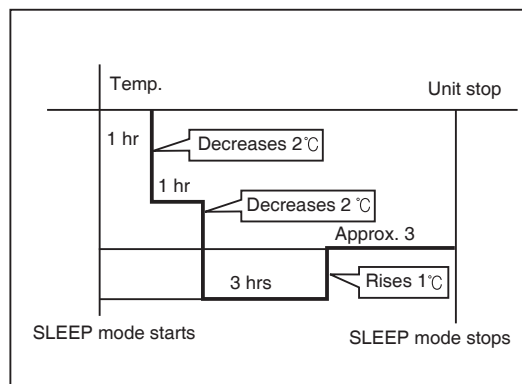 Temp.
Unit stop
1 hr
Decreases 2℃
1 hr
Decreases 2 ℃
Approx. 3
3 hrs
Rises 1℃
SLEEP mode starts
SLEEP mode stops